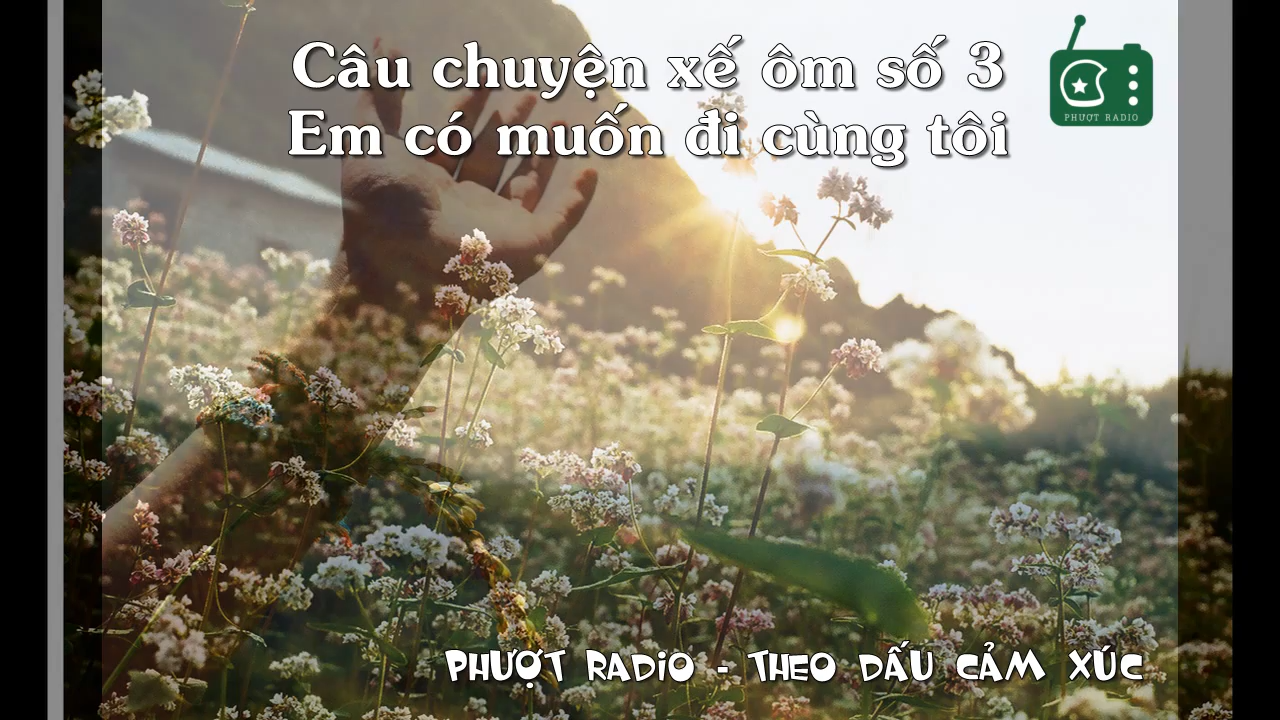 Câu chuyện xế ôm số 3
Em có muốn đi cùng tôi
PHƯỢT RADIO
PHƯỢT RADIO - THEO DẤU CẢM XÚC